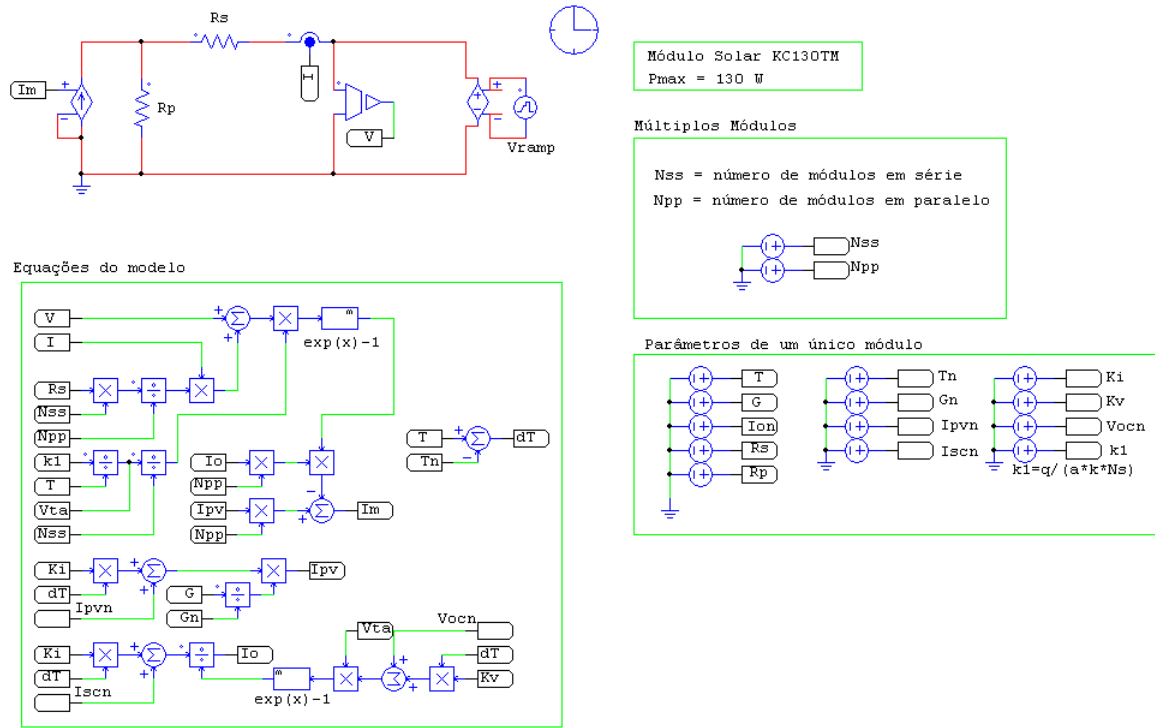 Rs
Im
Rp
I
V
Vramp
Módulo Solar KC130TM
Pmax = 130 W
Múltiplos Módulos
Nss = número de módulos em série
Npp = número de módulos em paralelo
Nss
Npp
Equações do modelo
V
I
exp(x)-1
Rs
Nss
Npp
k1
T
Vta
Nss
Io
Npp
Ipv
Npp
Im
T
Tn
dT
Ki
dT
Ipvn
G
Gn
Ipv
Ki
dT
Iscn
Io
exp(x)-1
Vta
Vocn
dT
Kv
Parâmetros de um único módulo
T
G
Ion
Rs
Rp
Tn
Gn
Ipvn
Iscn
Ki
Kv
Vocn
k1
k1=q/(a*k*Ns)